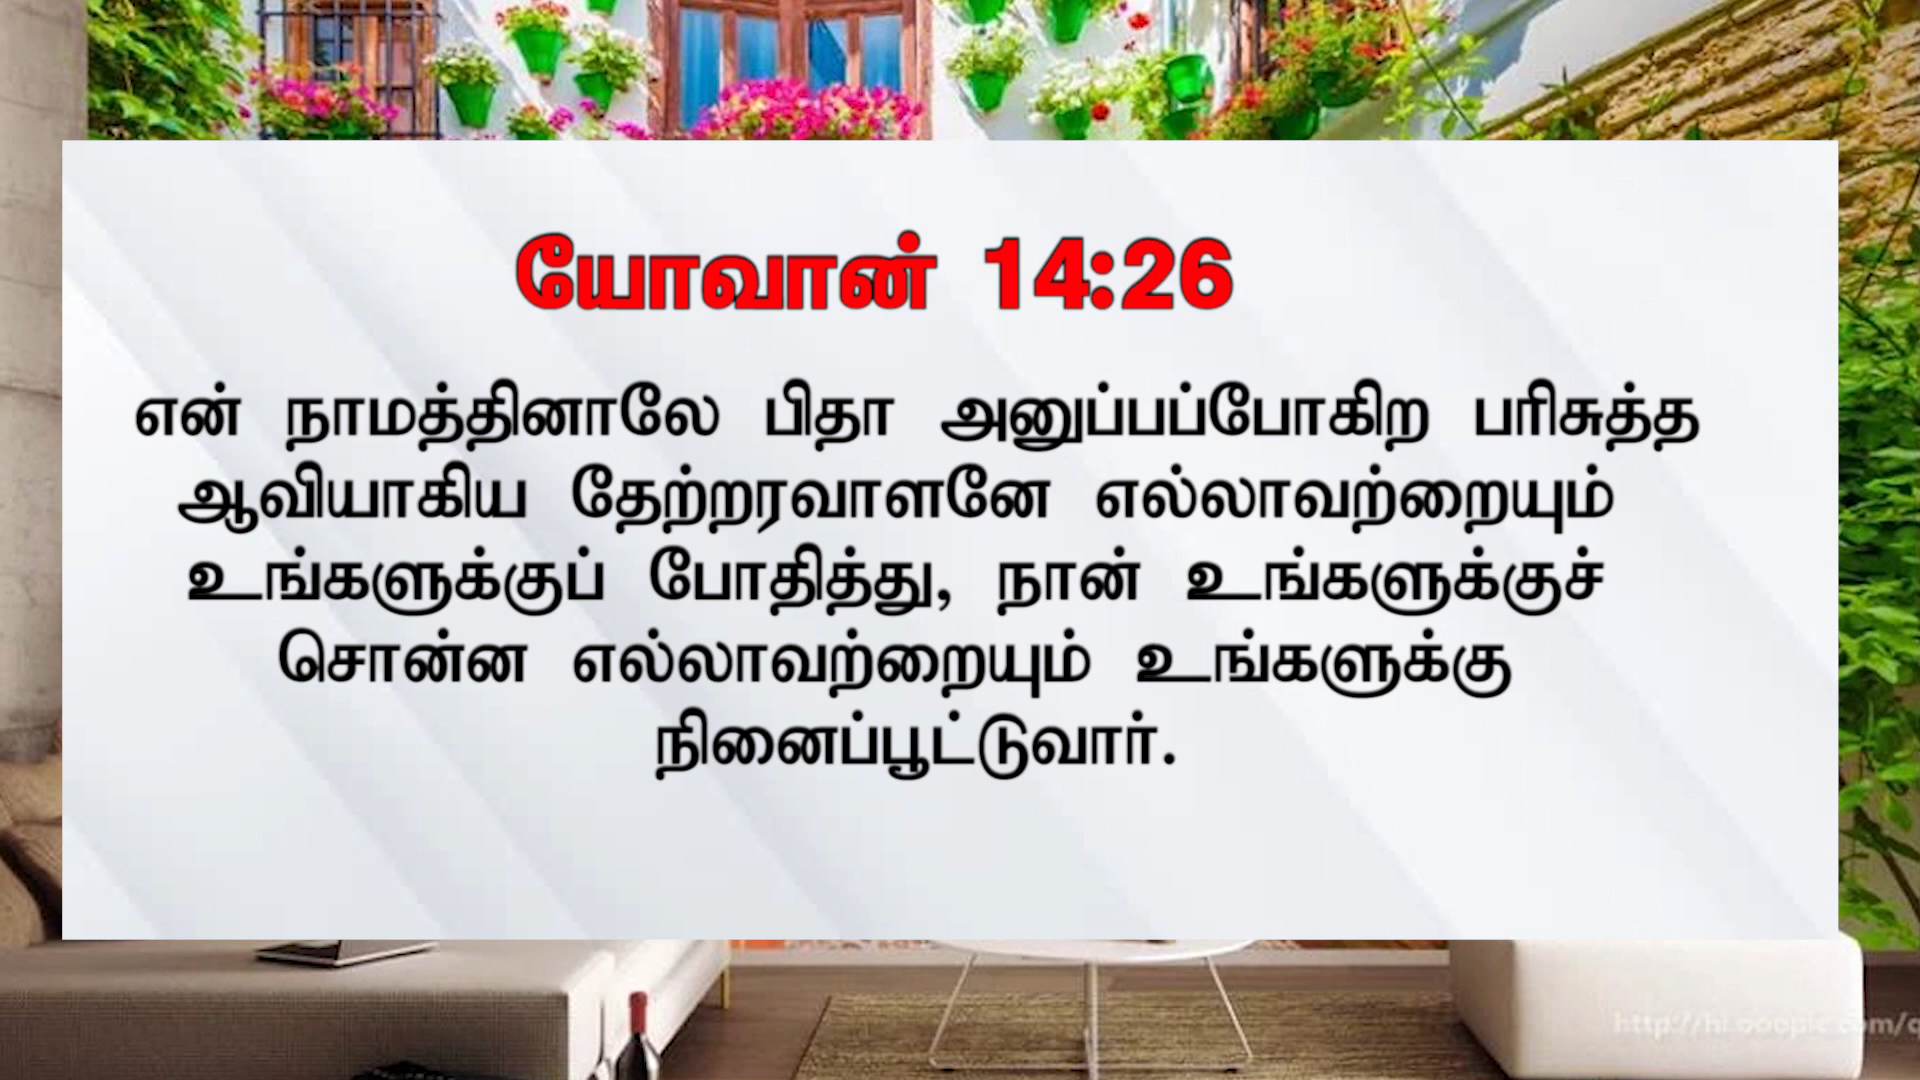 யோவான் 14:26
என் நாமத்தினாலே பிதா அனுப்பப்போகிற பரிசுத்த
ஆவியாகிய தேற்றரவாளனே எல்லாவற்றையும்
உங்களுக்குப் போதித்து, நான் உங்களுக்குச்
சொன்ன எல்லாவற்றையும் உங்களுக்கு
நினைப்பூட்டுவார்.